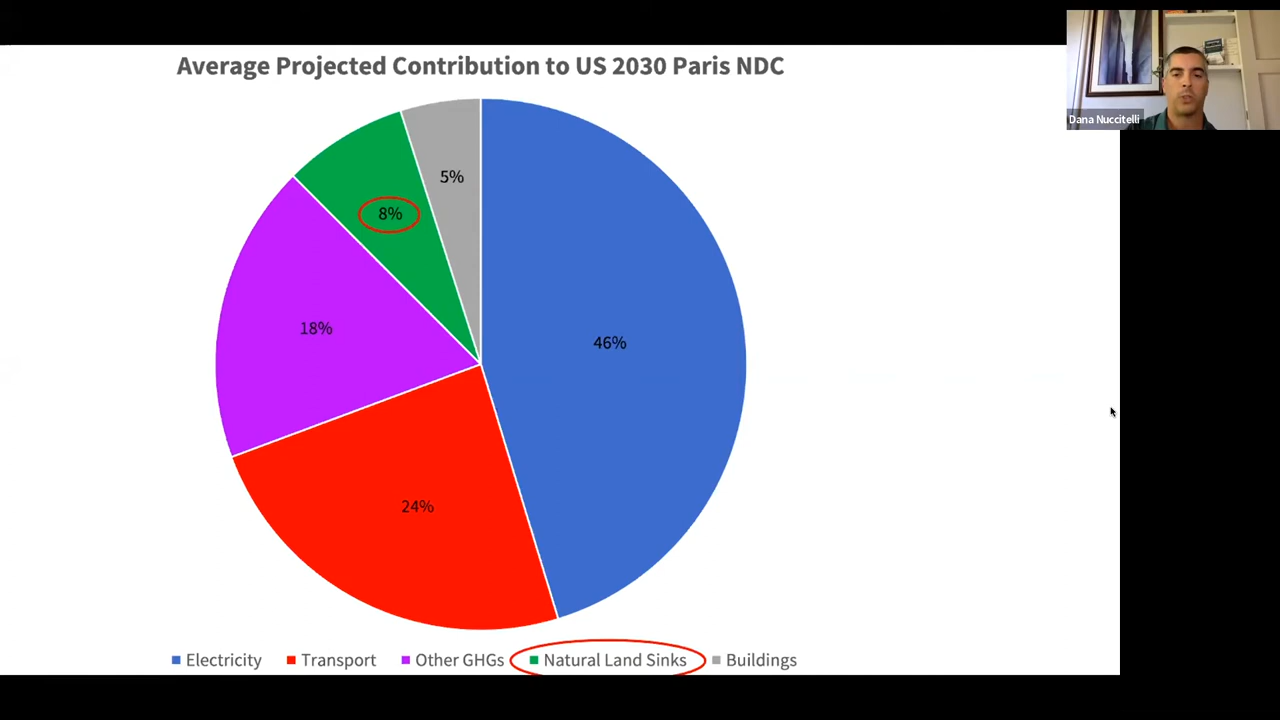 Average Projected Contribution to US 2030 Paris NDC
Dana Nuccitelli
5%
8%
46%
18%
24%
Electricity Transport Other GHGs Natural Land Sinks Buildings